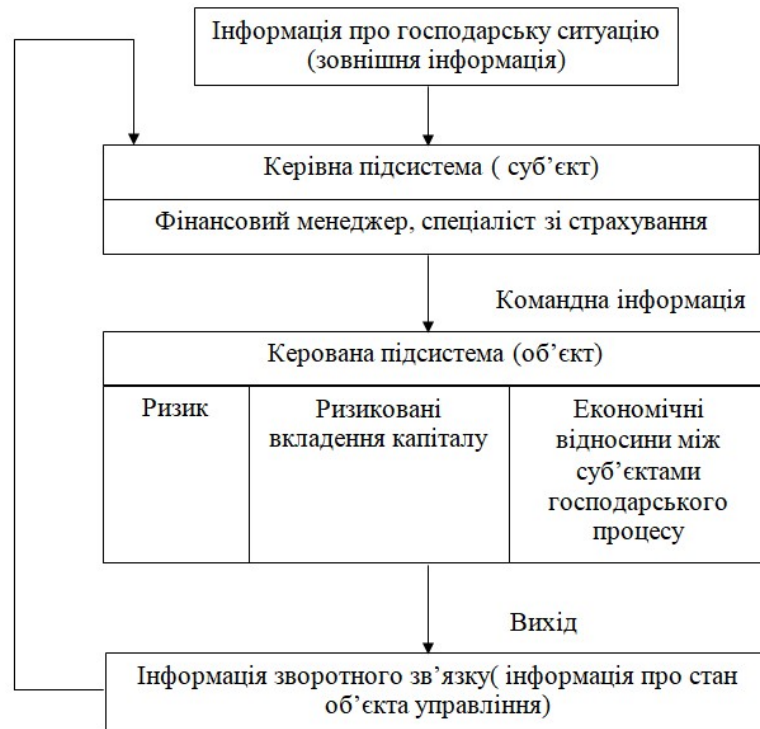 Інформація про господарську ситуацію
(зовнішня інформація)
Керівна підсистема ( суб’єкт)
Фінансовий менеджер, спеціаліст зі страхування
Командна інформація
Керована підсистема (об’єкт)
Ризик
Ризиковані
вкладення капіталу
Економічні
відносини між
суб’єктами
господарського
процесу
Вихід
Інформація зворотного зв’язку( інформація про стан
об’єкта управління)